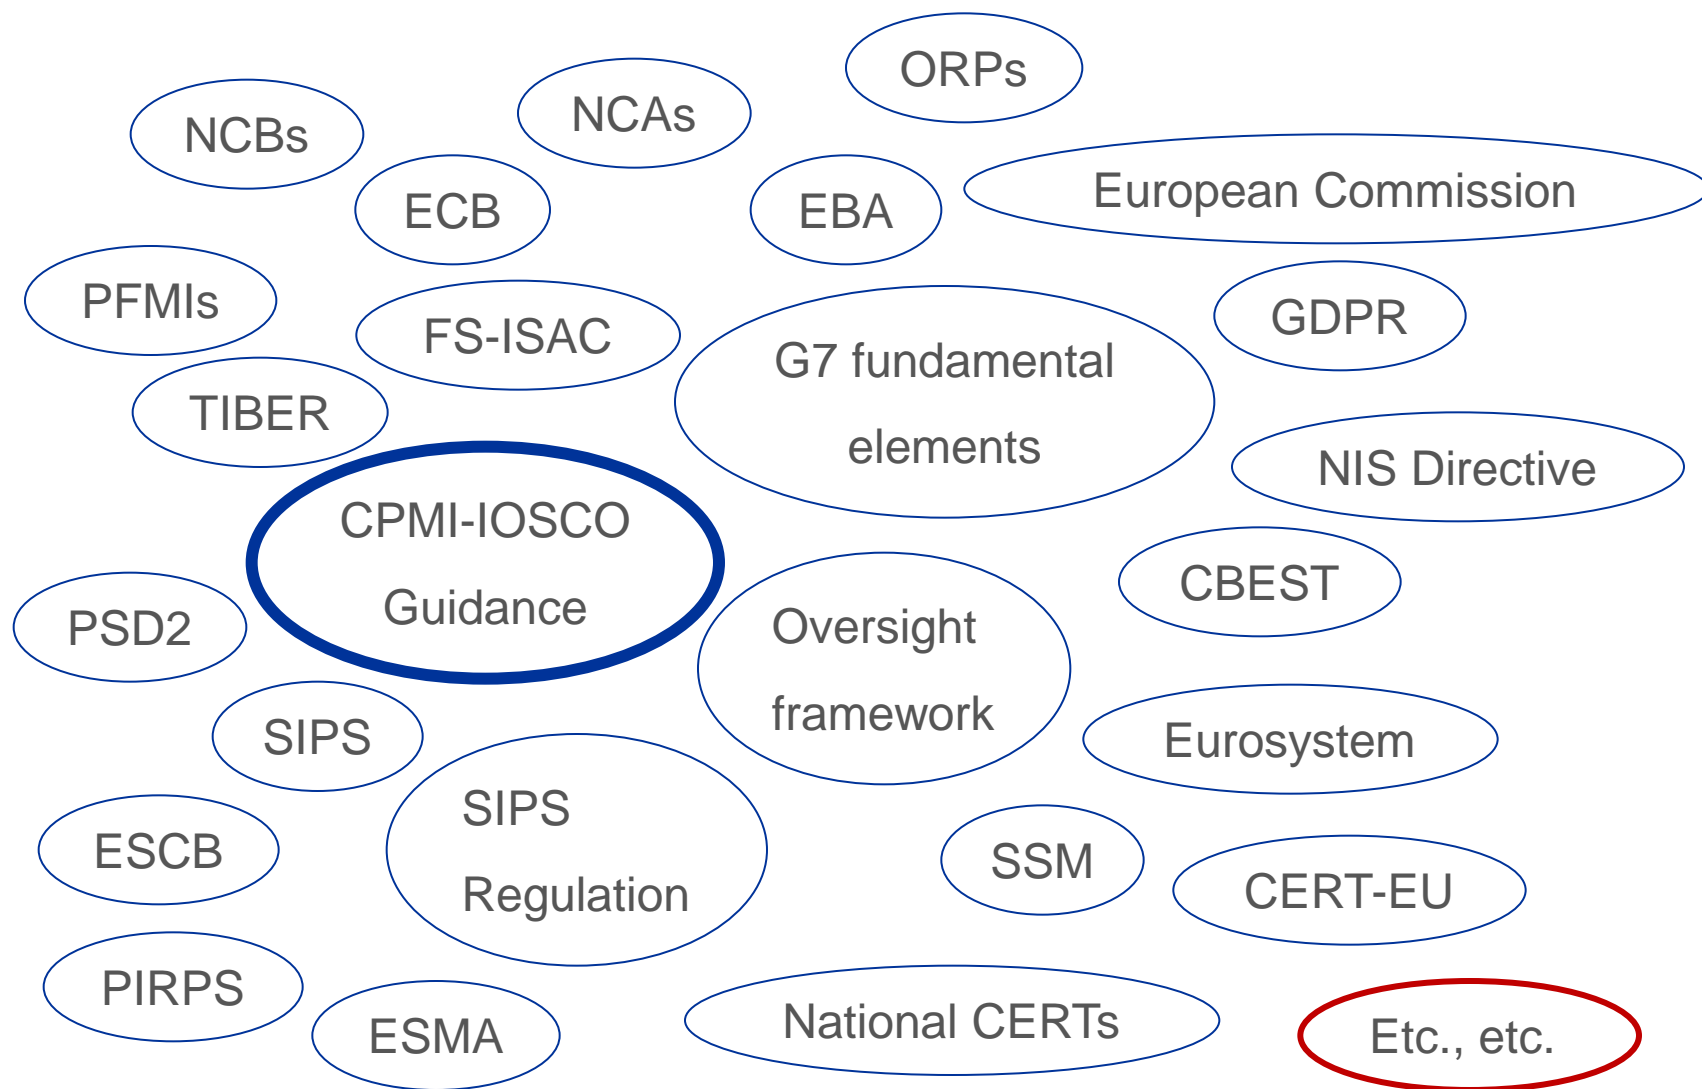 ORPs
NCAs
NCBs
European Commission
ECB
EBA
PFMIs
GDPR
FS-ISAC
G7 fundamental
elements
TIBER
NIS Directive
CPMI-IOSCO
Guidance
CBEST
PSD2
Oversight
framework
SIPS
Eurosystem
SIPS
Regulation
ESCB
SSM
CERT-EU
PIRPS
National CERTs
ESMA
Etc., etc.